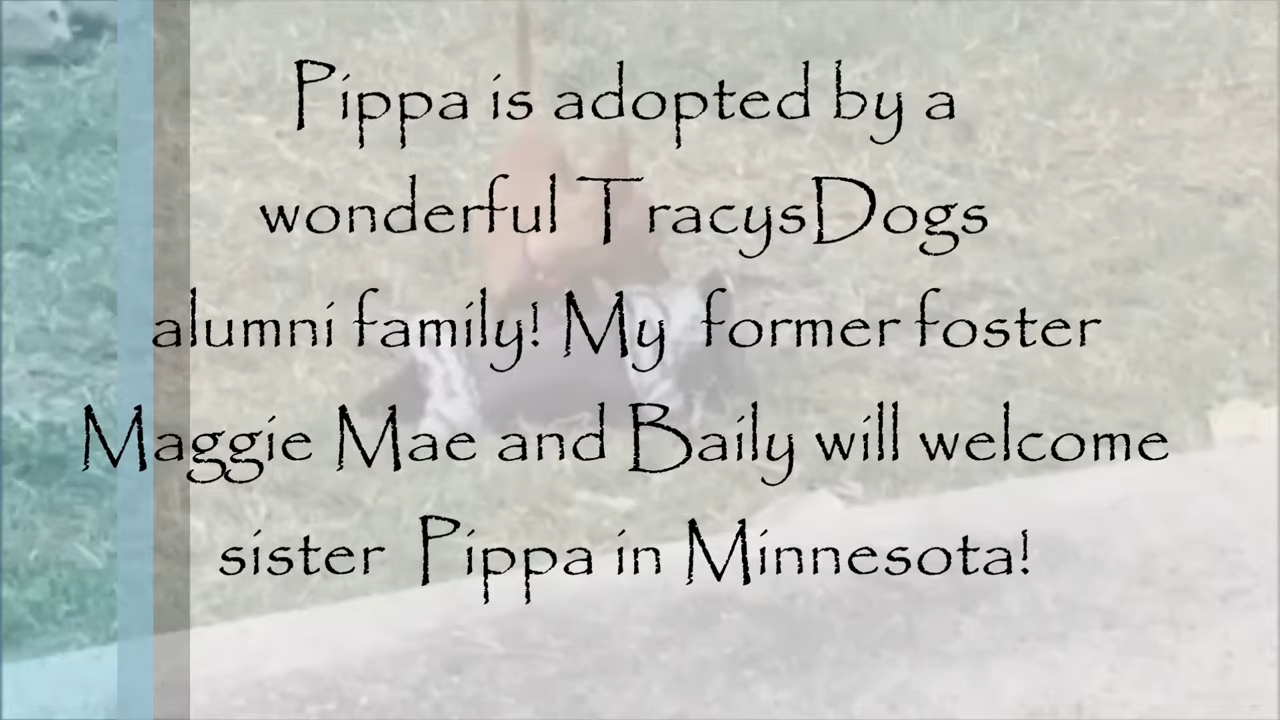 Pippa is adopted by a
wonderful TracysDogs
alumni family! My former foster
Maggie Mae and Baily will welcome
sister Pippa in Minnesota!